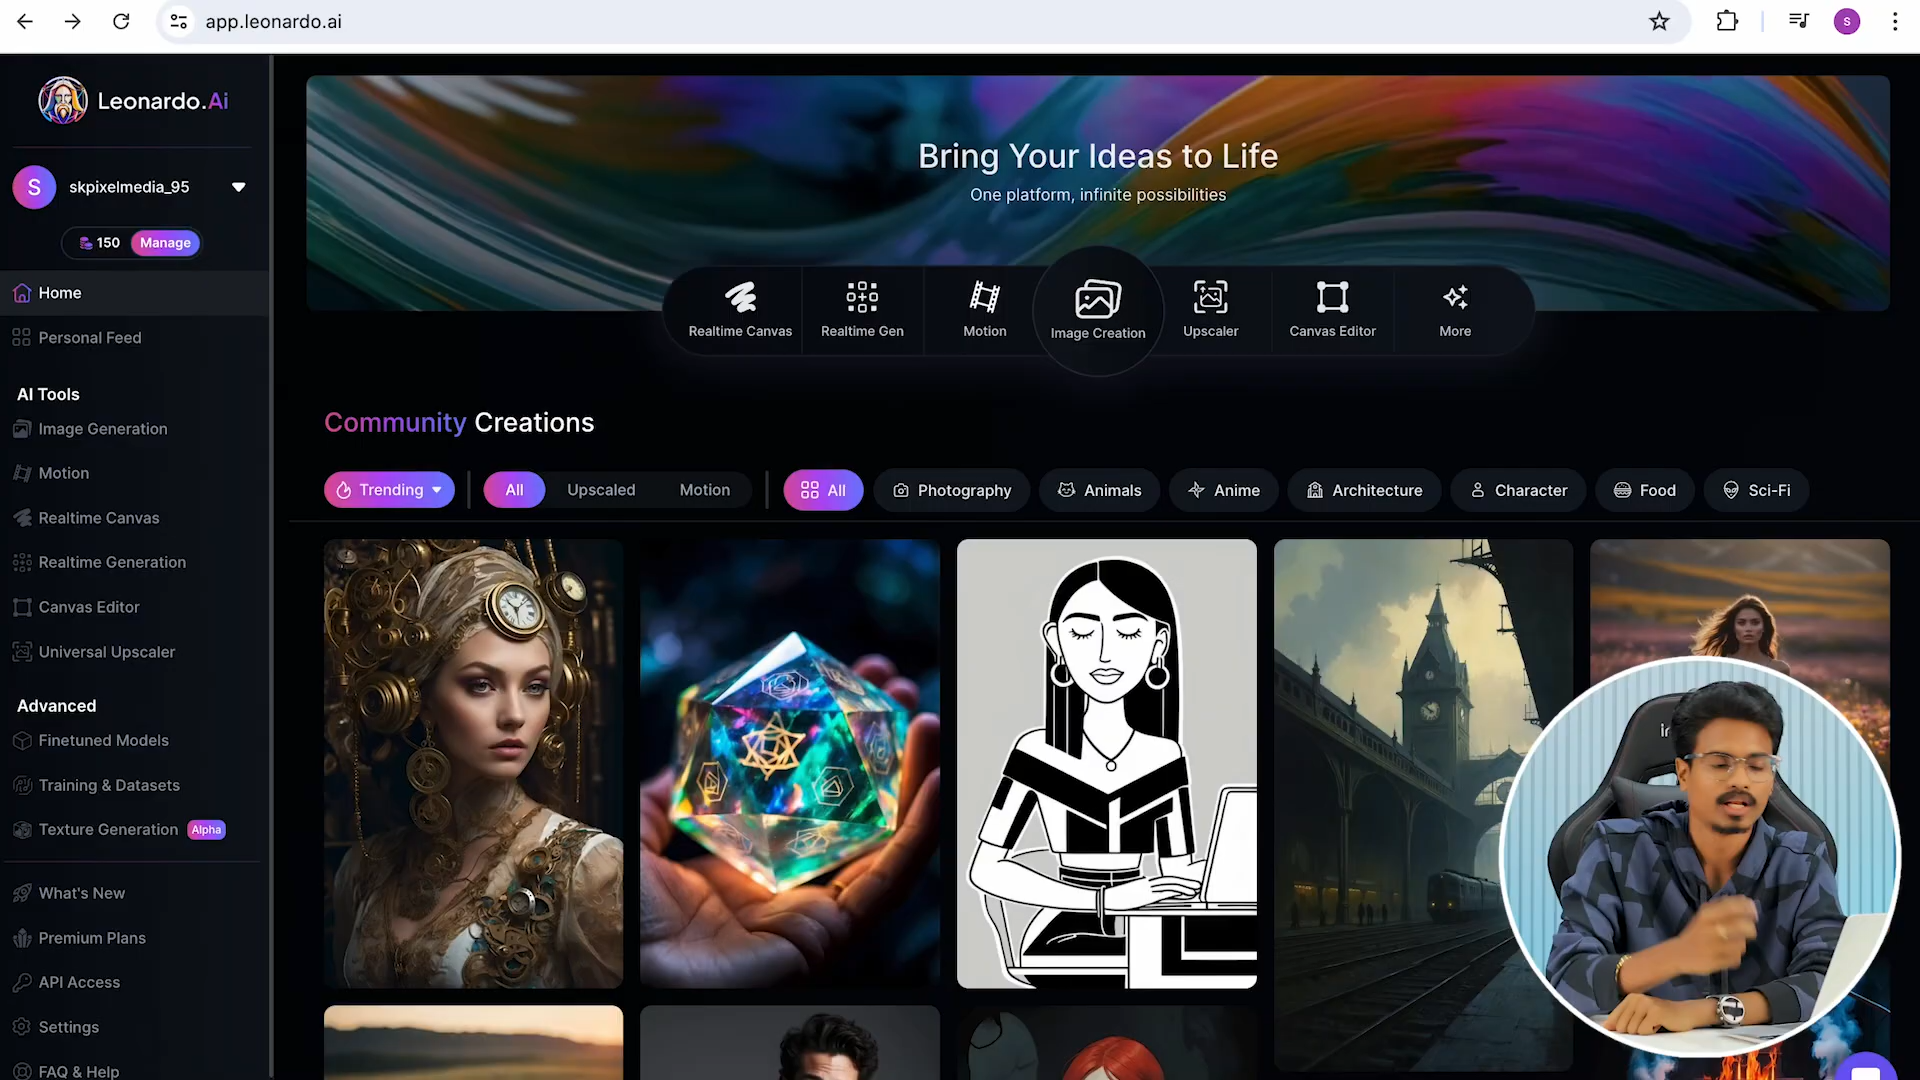 app.leonardo.ai
S
Leonardo.Ai
S
skpixelmedia_95
150
Manage
Home
Personal Feed
AI Tools
Image Generation
Motion
Realtime Canvas
Realtime Generation
Canvas Editor
Universal Upscaler
Advanced
Finetuned Models
Training & Datasets
Texture Generation Alpha
What's New
Premium Plans
API Access
Settings
FAQ & Help
Bring Your Ideas to Life
One platform, infinite possibilities
Realtime Canvas
Realtime Gen
Motion
Image Creation
Upscaler
Canvas Editor
More
Community Creations
Trending
All
Upscaled
Motion
All
Photography
Animals
Anime
Architecture
Character
Food
Sci-Fi